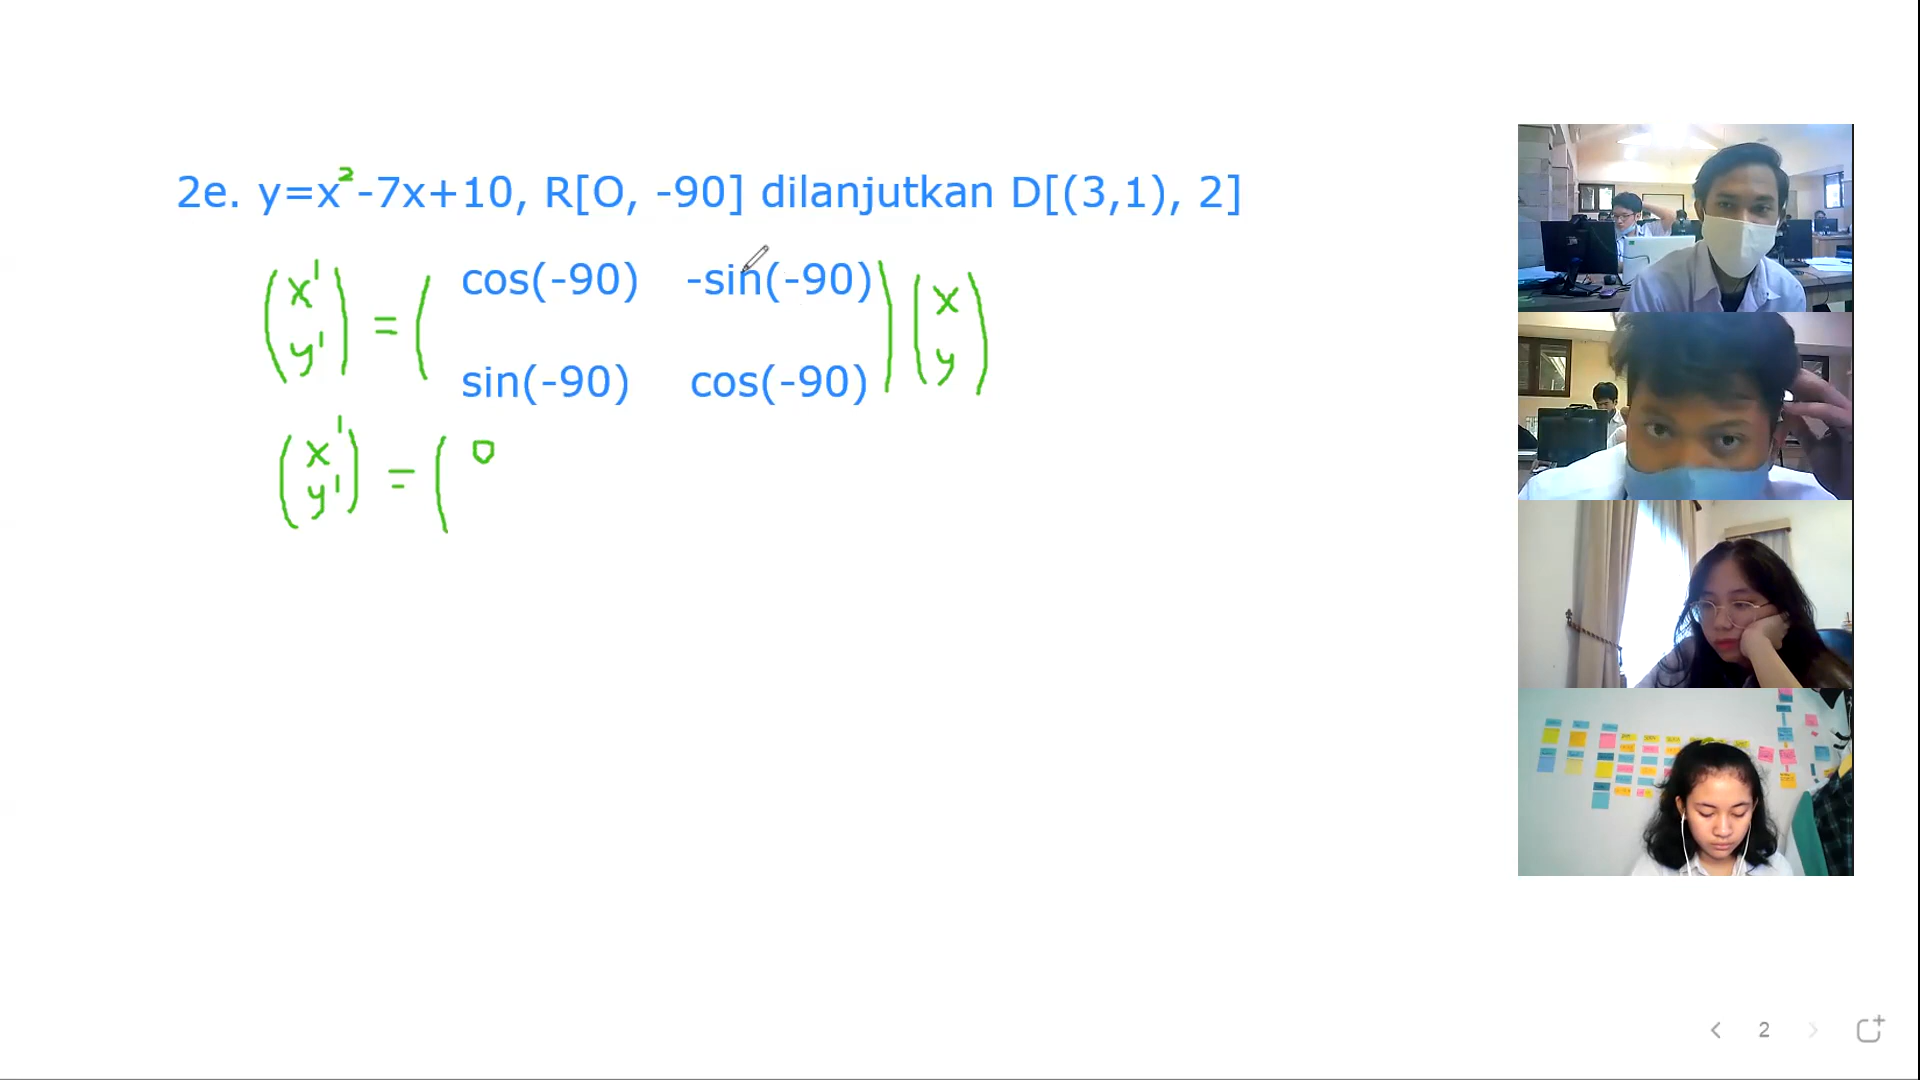 2e. y=x²-7x+10, R[O, -90] dilanjutkan D[(3,1), 2]
(x' y') = ( cos(-90) -sin(-90) ) (x y)
sin(-90) cos(-90)
(x' y') = ( 0
2